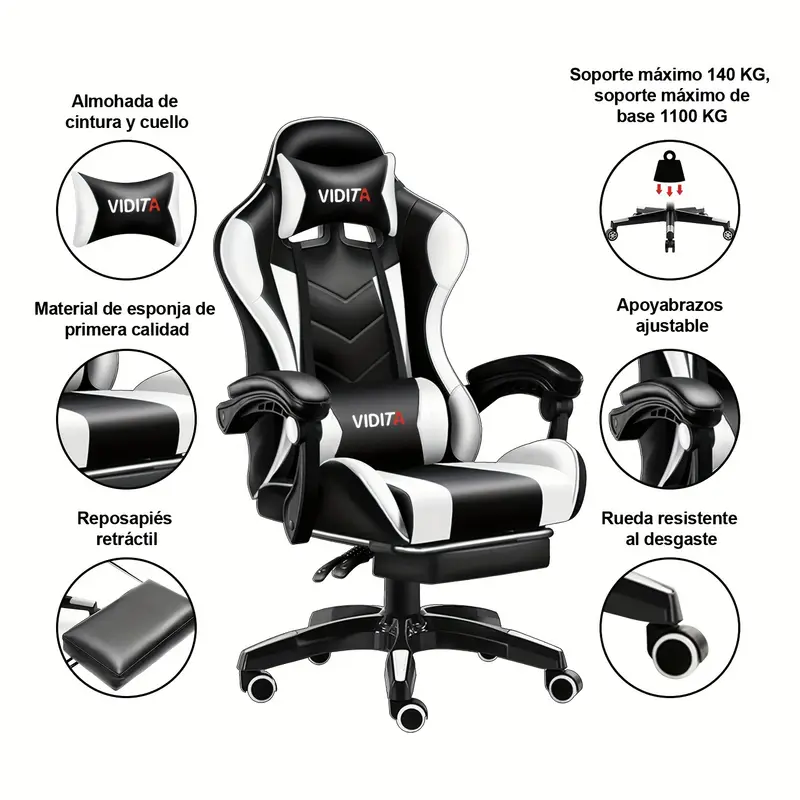 Soporte máximo 140 KG,
soporte máximo de
base 1100 KG
Almohada de
cintura y cuello
VIDITA
VIDITA
Material de esponja de
primera calidad
Apoyabrazos
ajustable
VIDITA
Reposapiés
retráctil
Rueda resistente
al desgaste